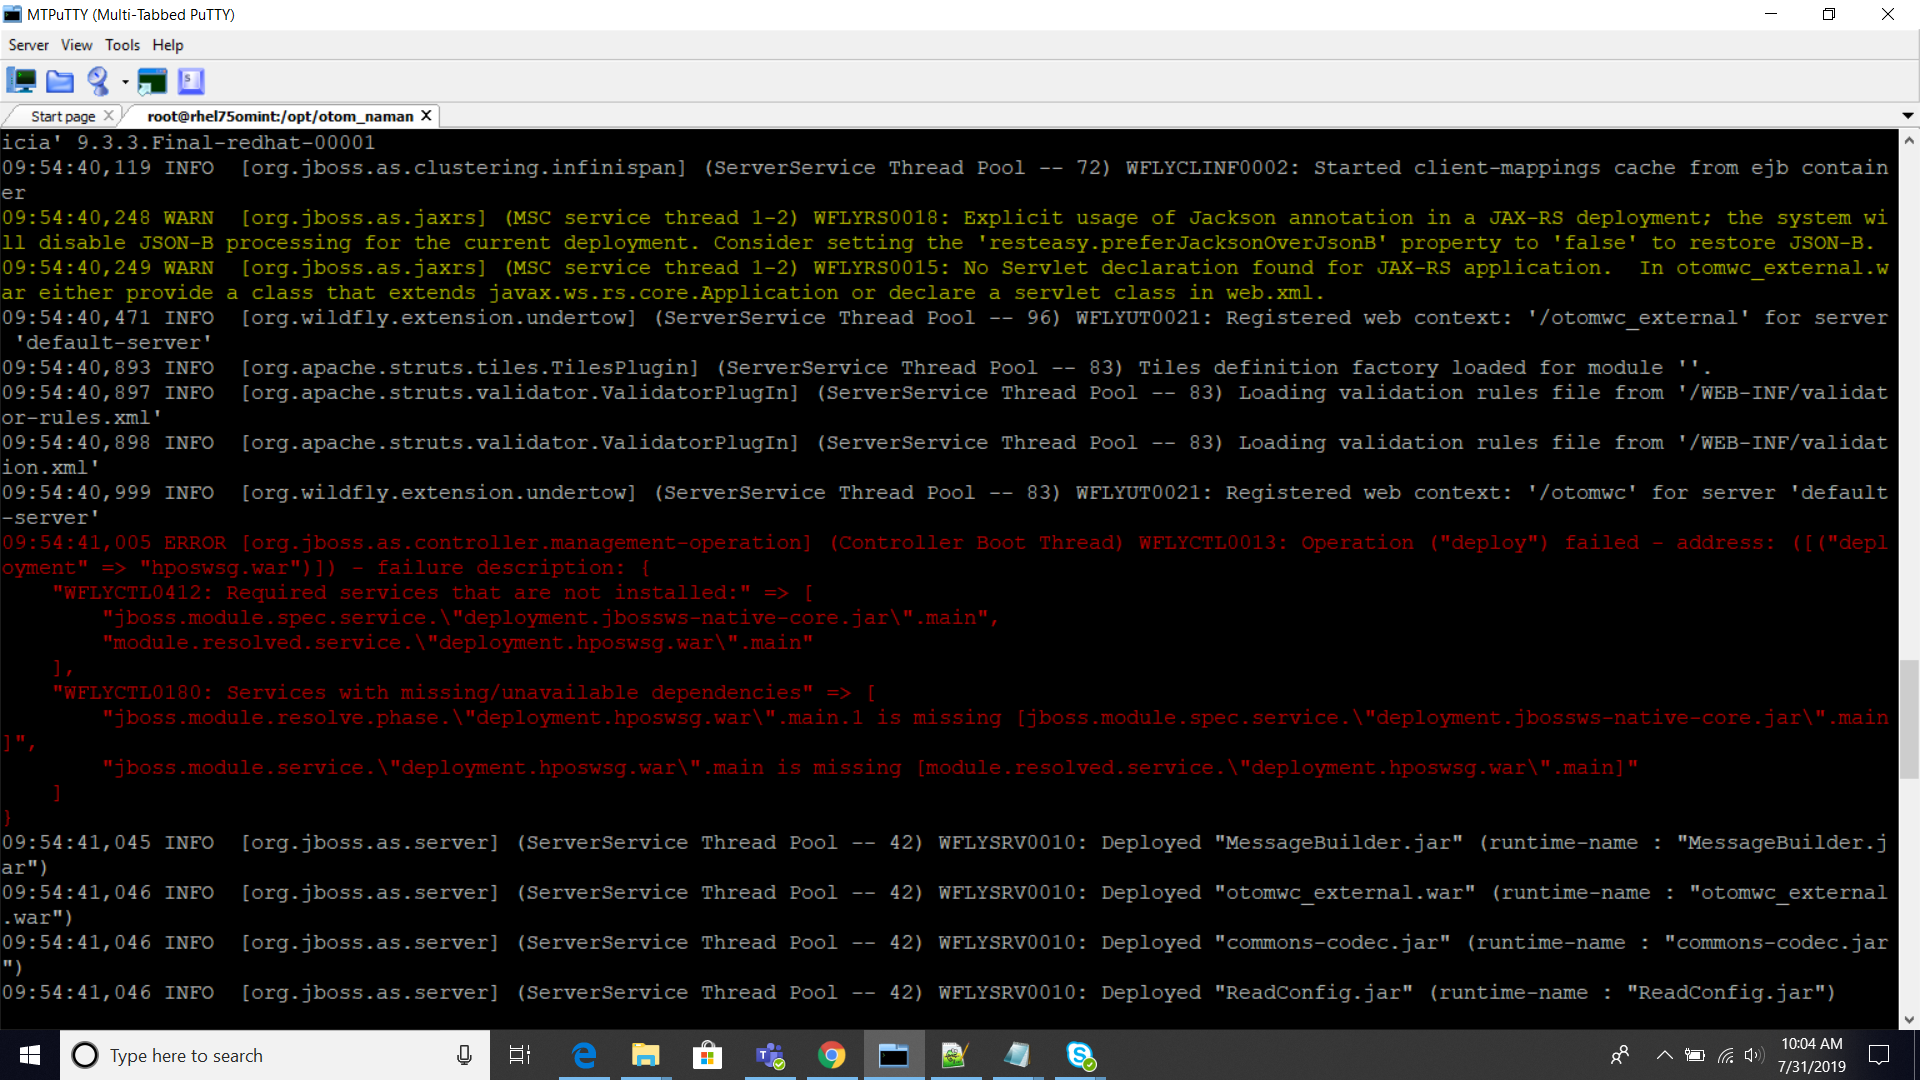 MTPuTTY (Multi-Tabbed PuTTY)
Server View Tools Help
Start page
root@rhel75omint:/opt/otom_naman
icia' 9.3.3.Final-redhat-00001
09:54:40,119 INFO  [org.jboss.as.clustering.infinispan] (ServerService Thread Pool -- 72) WFLYCLINF0002: Started client-mappings cache from ejb contain
er
09:54:40,248 WARN  [org.jboss.as.jaxrs] (MSC service thread 1-2) WFLYRS0018: Explicit usage of Jackson annotation in a JAX-RS deployment; the system wi
ll disable JSON-B processing for the current deployment. Consider setting the 'resteasy.preferJacksonOverJsonB' property to 'false' to restore JSON-B.
09:54:40,249 WARN  [org.jboss.as.jaxrs] (MSC service thread 1-2) WFLYRS0015: No Servlet declaration found for JAX-RS application.  In otomwc_external.w
ar either provide a class that extends javax.ws.rs.core.Application or declare a servlet class in web.xml.
09:54:40,471 INFO  [org.wildfly.extension.undertow] (ServerService Thread Pool -- 96) WFLYUT0021: Registered web context: '/otomwc_external' for server
 'default-server'
09:54:40,893 INFO  [org.apache.struts.tiles.TilesPlugin] (ServerService Thread Pool -- 83) Tiles definition factory loaded for module ''.
09:54:40,897 INFO  [org.apache.struts.validator.ValidatorPlugIn] (ServerService Thread Pool -- 83) Loading validation rules file from '/WEB-INF/validat
or-rules.xml'
09:54:40,898 INFO  [org.apache.struts.validator.ValidatorPlugIn] (ServerService Thread Pool -- 83) Loading validation rules file from '/WEB-INF/validat
ion.xml'
09:54:40,999 INFO  [org.wildfly.extension.undertow] (ServerService Thread Pool -- 83) WFLYUT0021: Registered web context: '/otomwc' for server 'default
-server'
09:54:41,005 ERROR [org.jboss.as.controller.management-operation] (Controller Boot Thread) WFLYCTL0013: Operation ("deploy") failed - address: ([("depl
oyment" => "hposwsg.war")]) - failure description: {
    "WFLYCTL0412: Required services that are not installed:" => [
        "jboss.module.spec.service.\"deployment.jbossws-native-core.jar\".main",
        "module.resolved.service.\"deployment.hposwsg.war\".main"
    ],
    "WFLYCTL0180: Services with missing/unavailable dependencies" => [
        "jboss.module.resolve.phase.\"deployment.hposwsg.war\".main.1 is missing [jboss.module.spec.service.\"deployment.jbossws-native-core.jar\".main
]",
        "jboss.module.service.\"deployment.hposwsg.war\".main is missing [module.resolved.service.\"deployment.hposwsg.war\".main]"
    ]
}
09:54:41,045 INFO  [org.jboss.as.server] (ServerService Thread Pool -- 42) WFLYSRV0010: Deployed "MessageBuilder.jar" (runtime-name : "MessageBuilder.j
ar")
09:54:41,046 INFO  [org.jboss.as.server] (ServerService Thread Pool -- 42) WFLYSRV0010: Deployed "otomwc_external.war" (runtime-name : "otomwc_external
.war")
09:54:41,046 INFO  [org.jboss.as.server] (ServerService Thread Pool -- 42) WFLYSRV0010: Deployed "commons-codec.jar" (runtime-name : "commons-codec.jar
")
09:54:41,046 INFO  [org.jboss.as.server] (ServerService Thread Pool -- 42) WFLYSRV0010: Deployed "ReadConfig.jar" (runtime-name : "ReadConfig.jar")
Type here to search
10:04 AM
7/31/2019